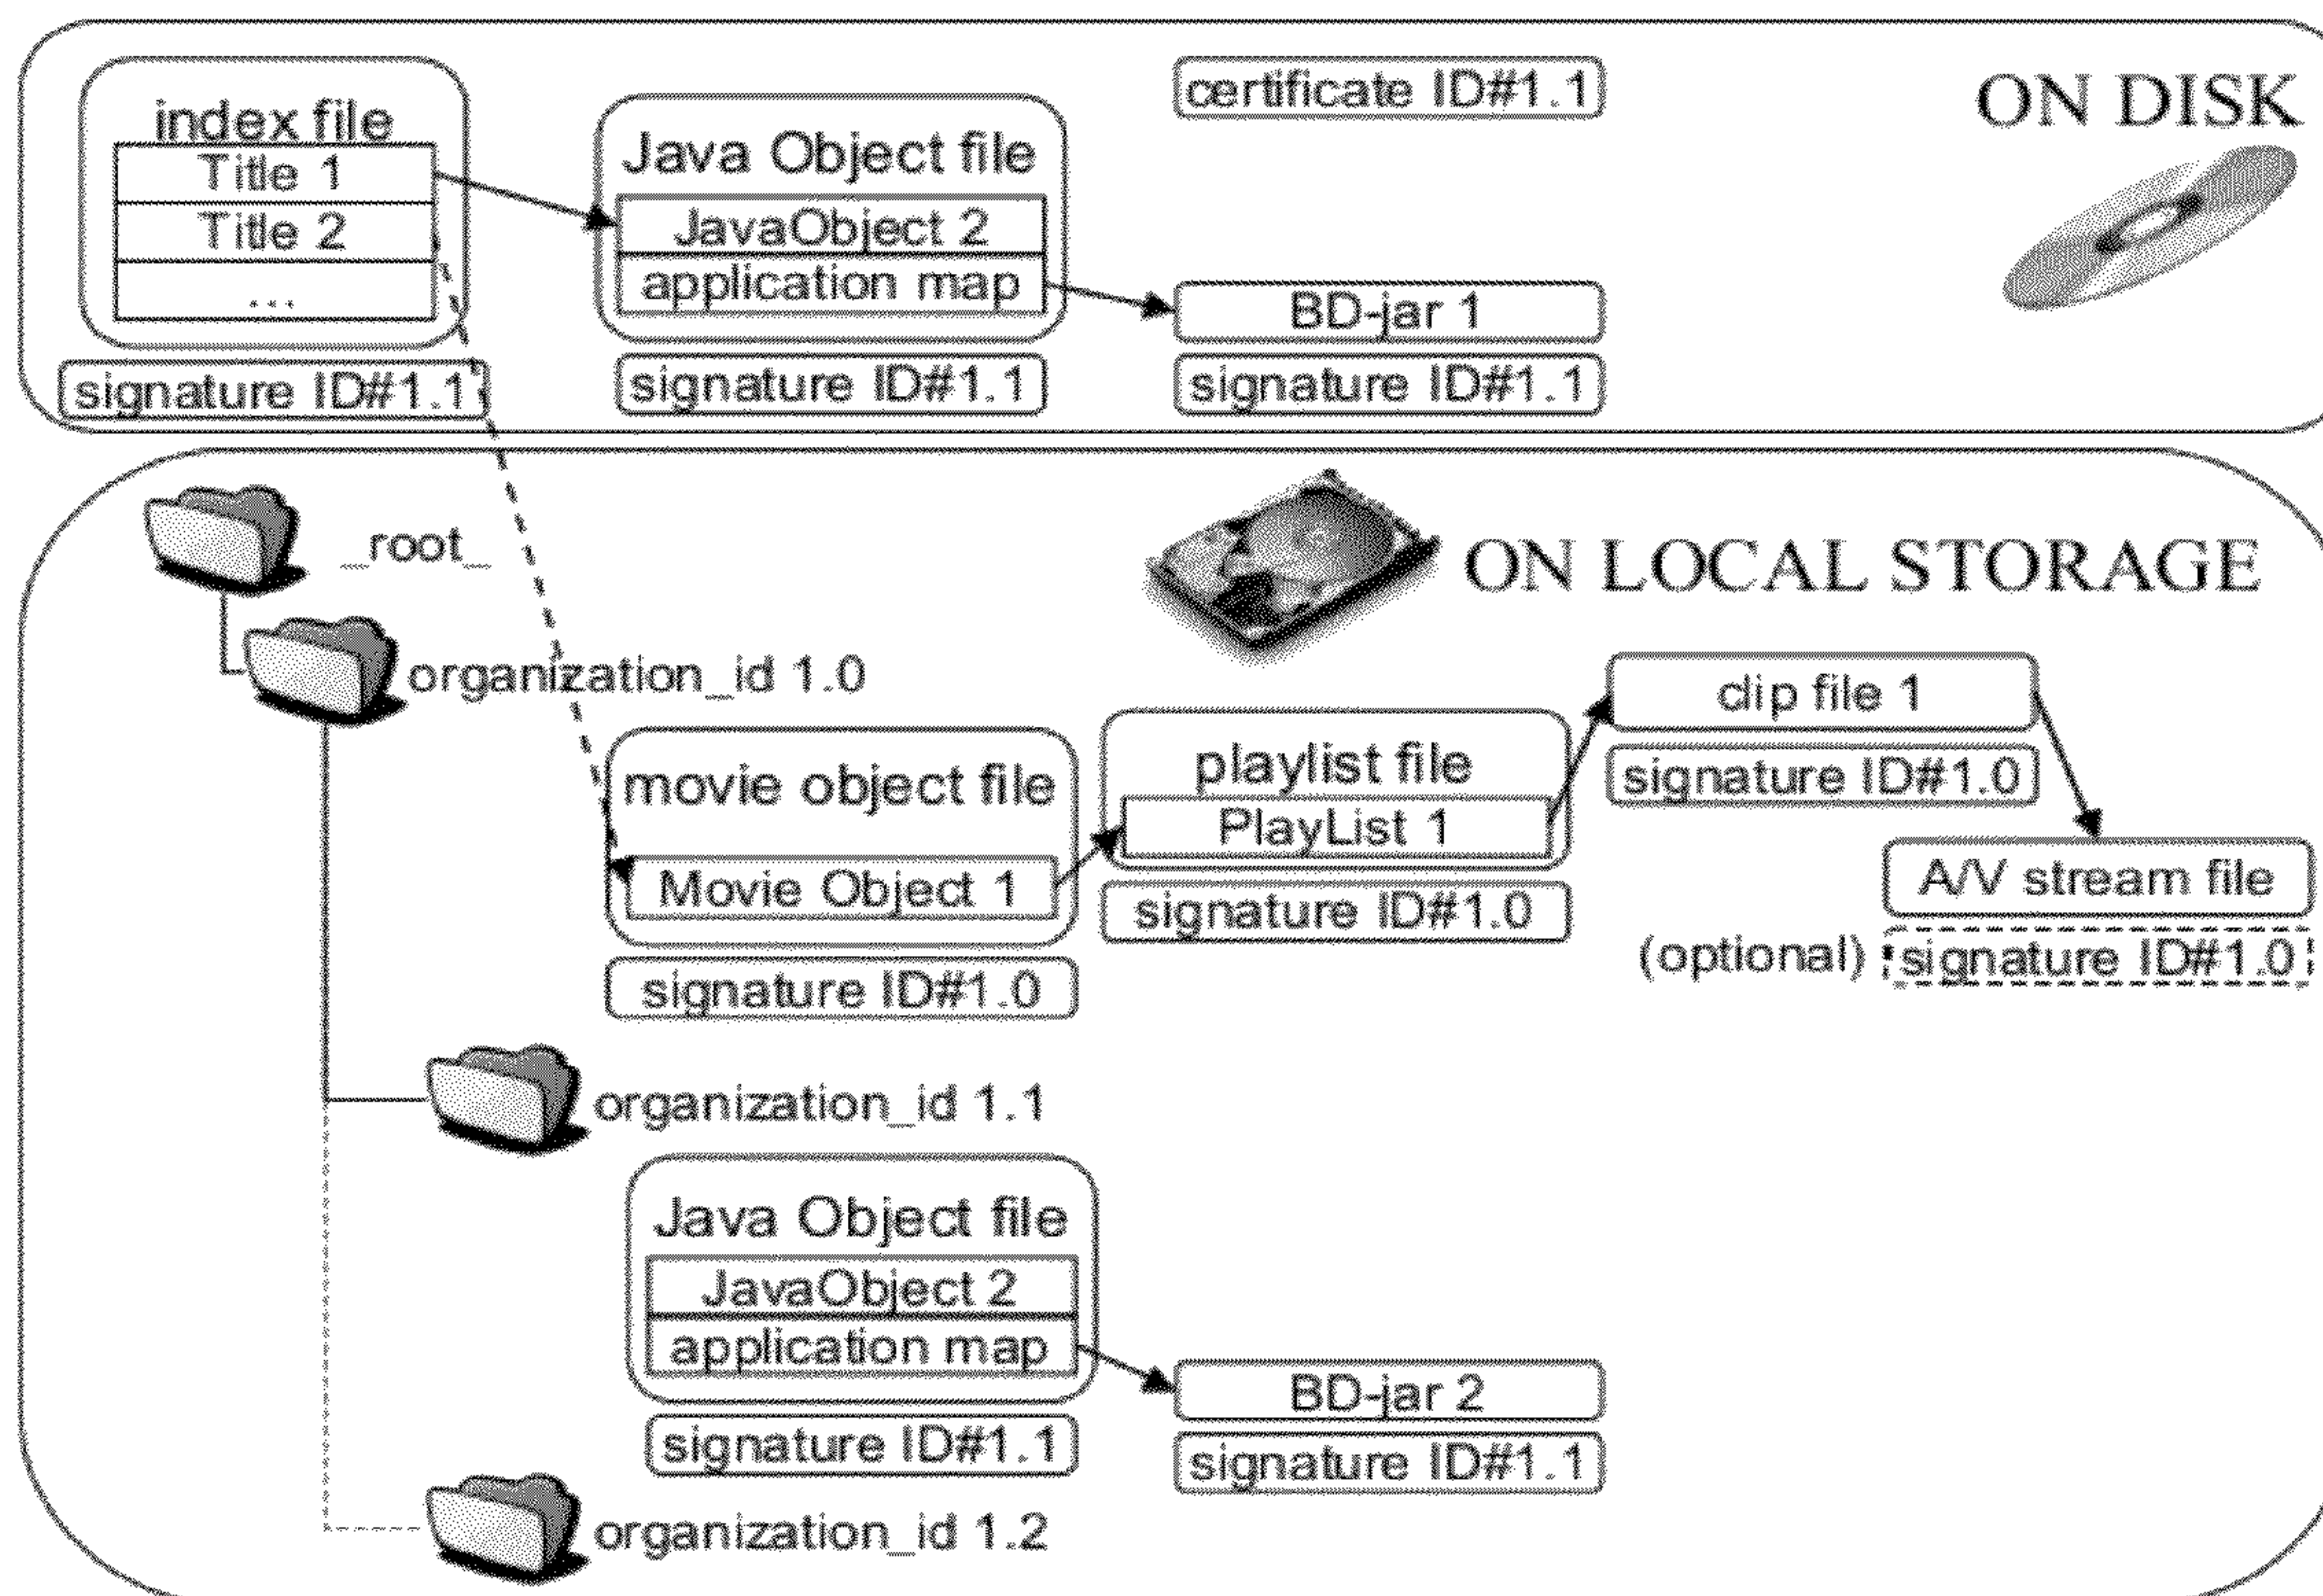 certificate ID#1.1
ON DISK
index file
Title 1
Title 2
...
signature ID#1.1
Java Object file
JavaObject 2
application map
signature ID#1.1
BD-jar 1
signature ID#1.1
_root_
ON LOCAL STORAGE
organization_id 1.0
movie object file
Movie Object 1
signature ID#1.0
playlist file
PlayList 1
signature ID#1.0
clip file 1
signature ID#1.0
A/V stream file
(optional) signature ID#1.0
organization_id 1.1
Java Object file
JavaObject 2
application map
signature ID#1.1
BD-jar 2
signature ID#1.1
organization_id 1.2